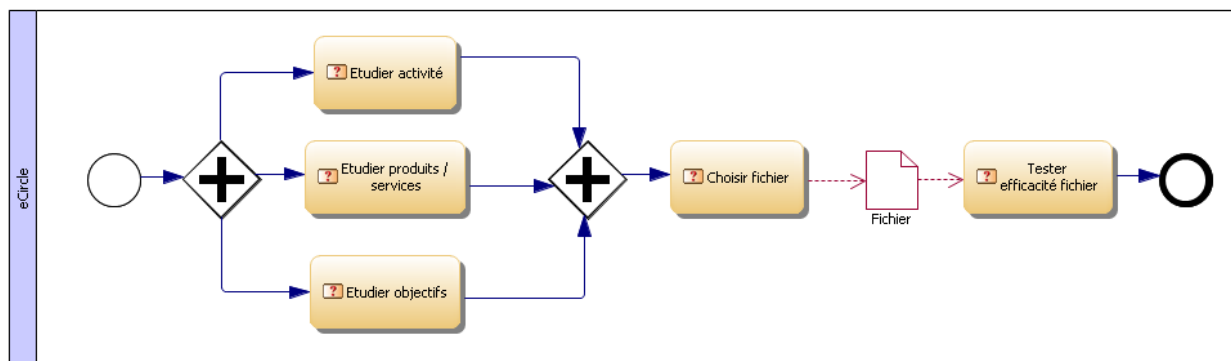 eCircle
Etudier activité
Etudier produits /
services
Etudier objectifs
Choisir fichier
Fichier
Tester
efficacité fichier